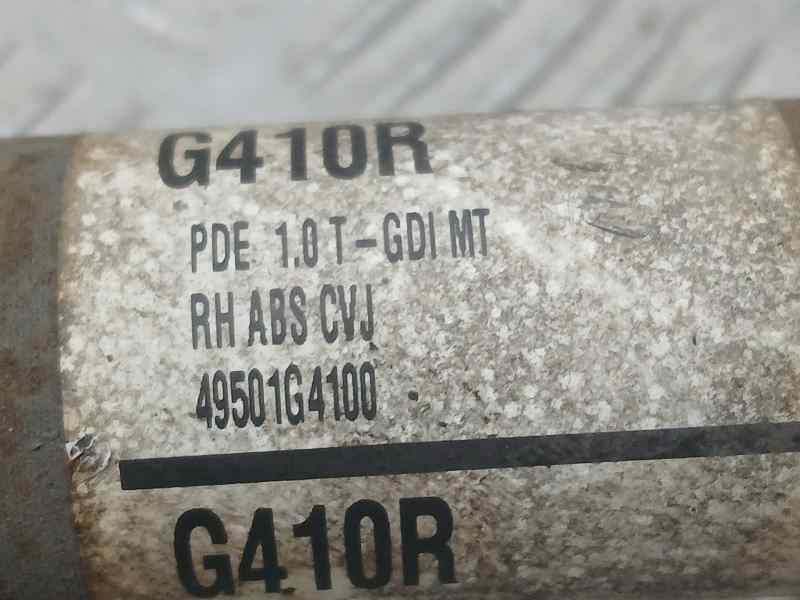 G410R
PDE 1.0 T-GDI MT
RH ABS CVJ
49501G4100
G410R